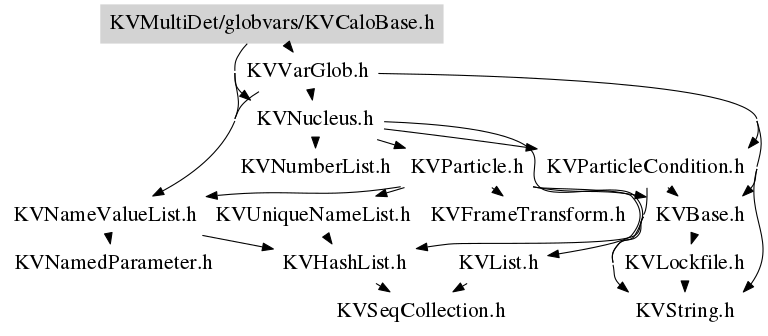 KVMultiDet/globvars/KVCaloBase.h
KVVarGlob.h
KVNucleus.h
KVNumberList.h
KVParticle.h
KVParticleCondition.h
KVNameValueList.h
KVUniqueNameList.h
KVFrameTransform.h
KVBase.h
KVNamedParameter.h
KVHashList.h
KVList.h
KVLockfile.h
KVSeqCollection.h
KVString.h